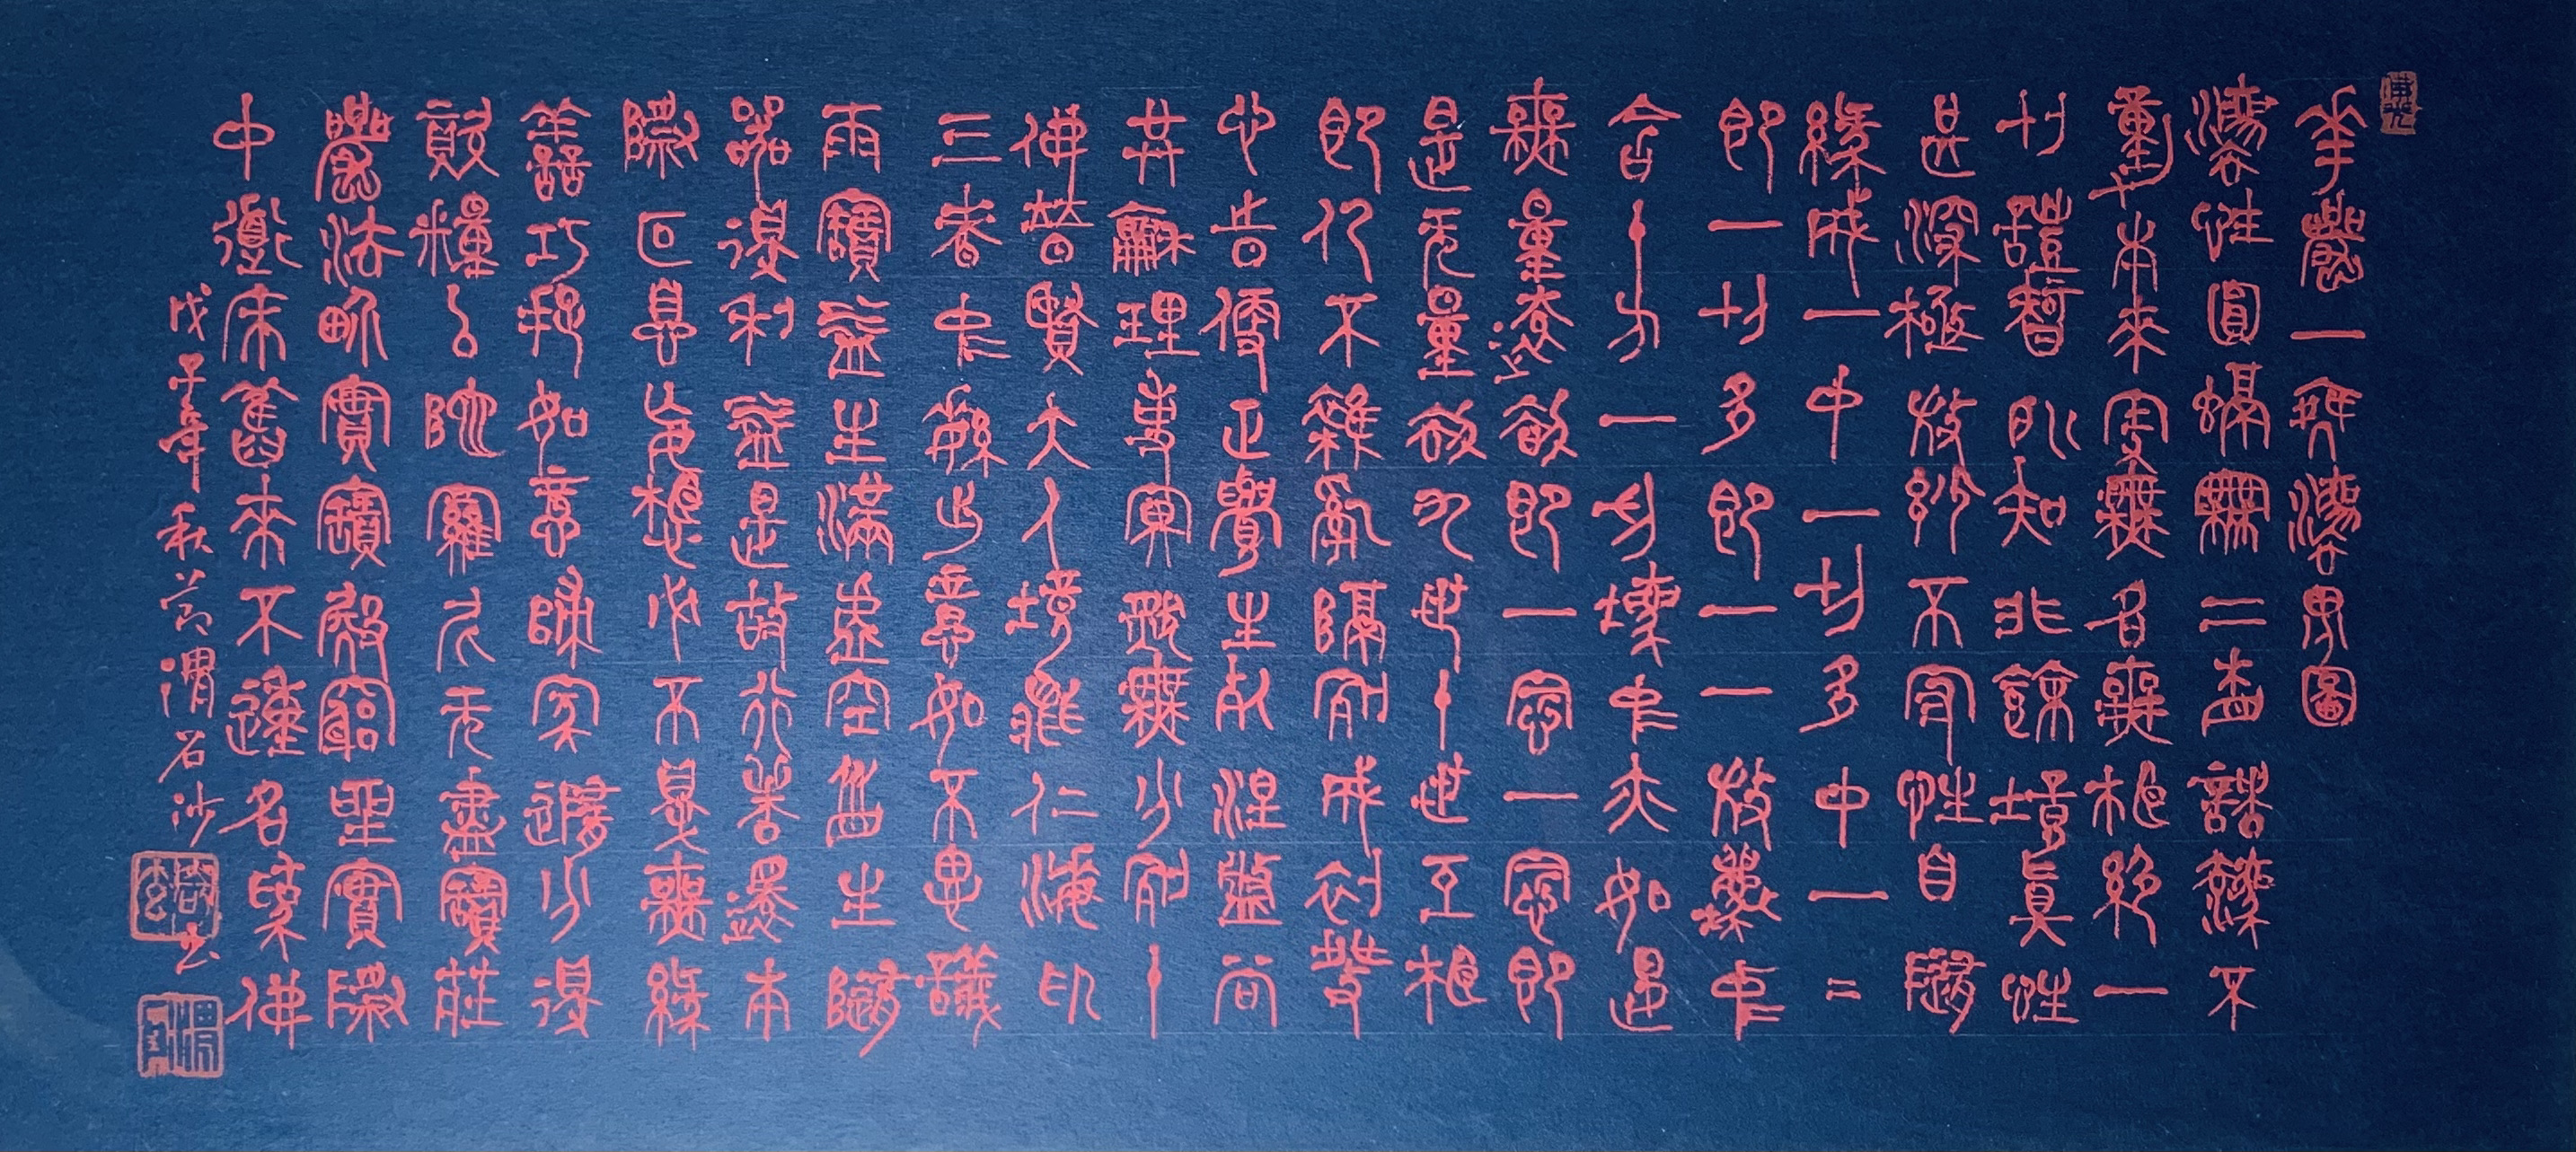 華嚴一乘法界圖
法性圓融無二相諸法不
動本來寂無名無相絕一
切證智所知非餘境眞性
甚深極微妙不守性自隨
緣成一中一切多中一=
即一切多即一一微塵中
含十方一切塵中亦如是
無量遠劫即一念一念即
是无量劫九世十世互相
即仍不雜亂隔別成初發
心時便正覺生死涅槃常
共和理事冥然無分別十
佛普賢大人境能仁海印
三昧中繁出意如不思議
雨寶益生滿虛空衆生隨
器得利益是故行者還本
際叵息妄想必不得無緣
善巧捉如意歸家隨分得
資糧以陀羅尼无盡寶莊
嚴法界實寶殿窮坐實際
中道床舊來不動名爲佛
戊子年秋 渭石沙 書